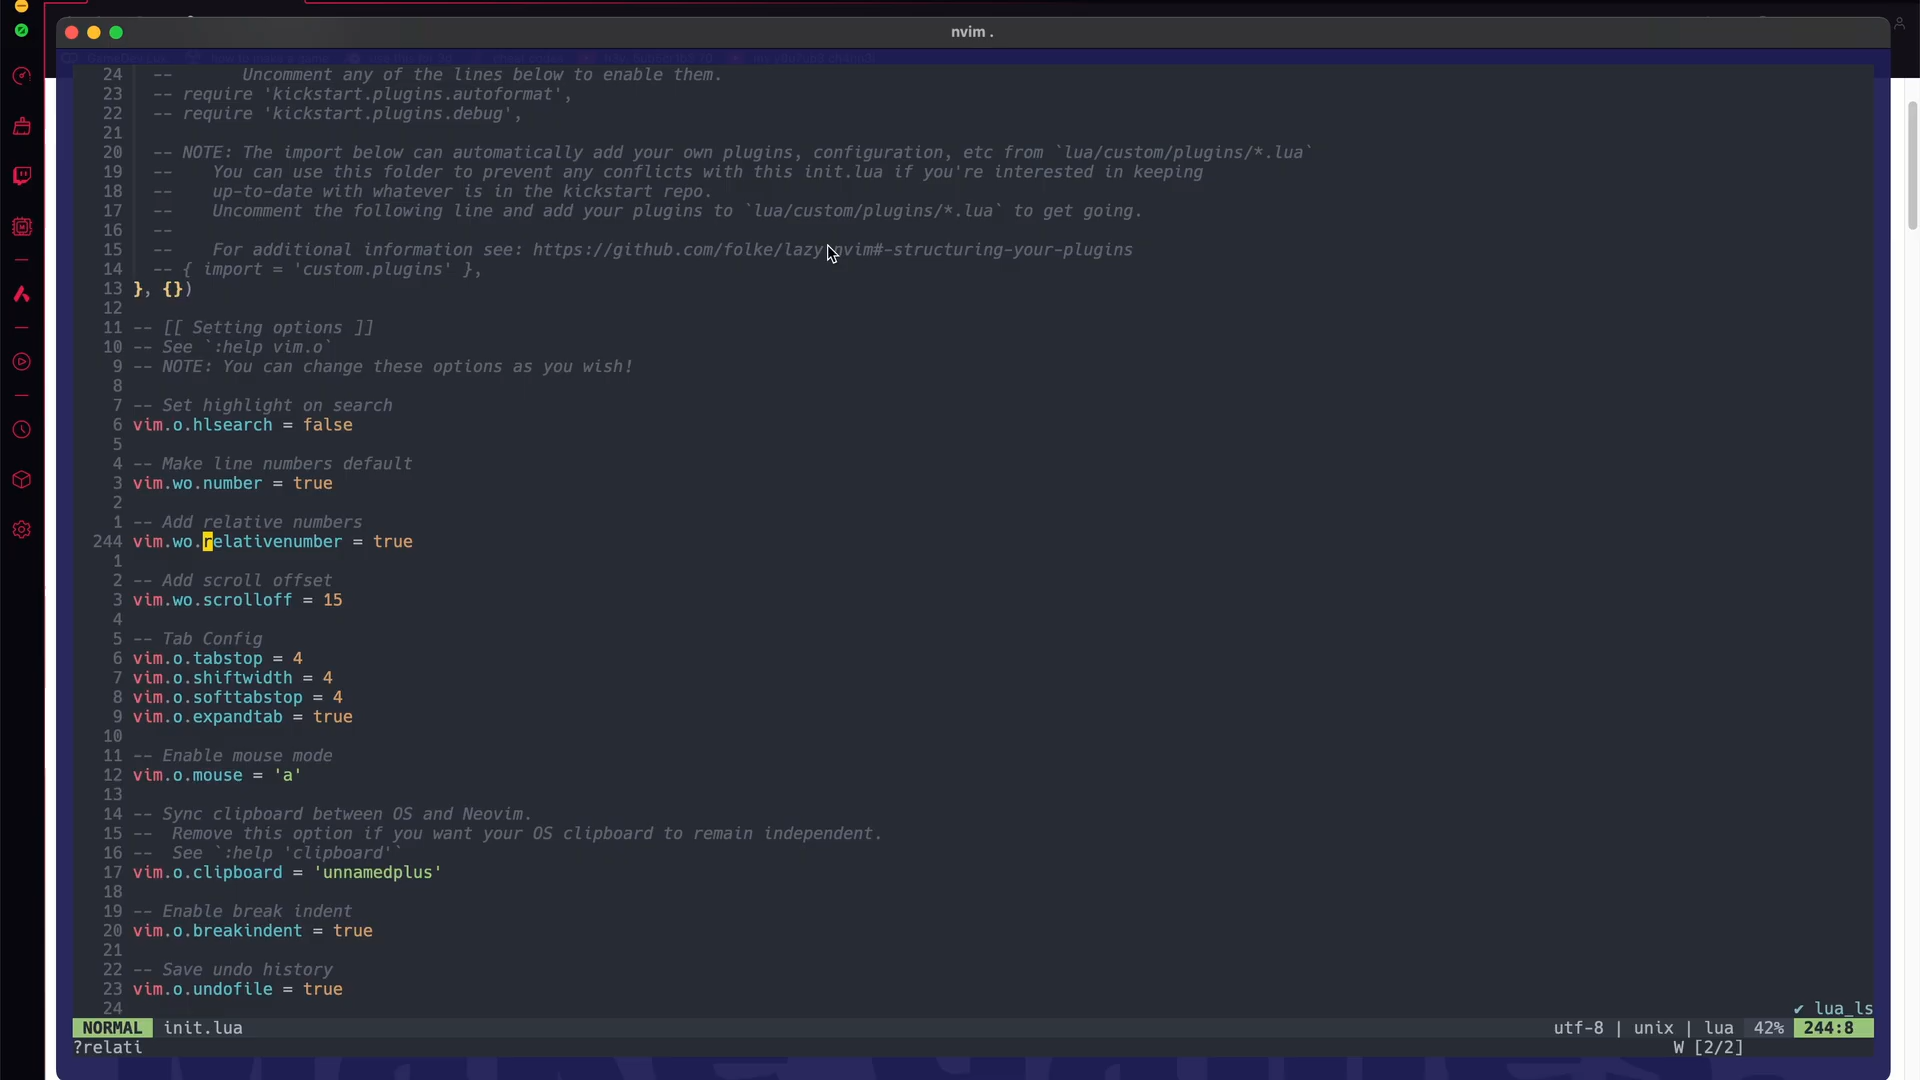 nvim .
24 --       Uncomment any of the lines below to enable them.
23 -- require 'kickstart.plugins.autoformat',
22 -- require 'kickstart.plugins.debug',
21
20 -- NOTE: The import below can automatically add your own plugins, configuration, etc from `lua/custom/plugins/*.lua`
19 --    You can use this folder to prevent any conflicts with this init.lua if you're interested in keeping
18 --    up-to-date with whatever is in the kickstart repo.
17 --    Uncomment the following line and add your plugins to `lua/custom/plugins/*.lua` to get going.
16 --
15 --    For additional information see: https://github.com/folke/lazy.nvim#-structuring-your-plugins
14 -- { import = 'custom.plugins' },
13 }, {})
12
11 -- [[ Setting options ]]
10 -- See `:help vim.o`
9 -- NOTE: You can change these options as you wish!
8
7 -- Set highlight on search
6 vim.o.hlsearch = false
5
4 -- Make line numbers default
3 vim.wo.number = true
2
1 -- Add relative numbers
244 vim.wo.relativenumber = true
1
2 -- Add scroll offset
3 vim.wo.scrolloff = 15
4
5 -- Tab Config
6 vim.o.tabstop = 4
7 vim.o.shiftwidth = 4
8 vim.o.softtabstop = 4
9 vim.o.expandtab = true
10
11 -- Enable mouse mode
12 vim.o.mouse = 'a'
13
14 -- Sync clipboard between OS and Neovim.
15 --  Remove this option if you want your OS clipboard to remain independent.
16 --  See `:help 'clipboard'`
17 vim.o.clipboard = 'unnamedplus'
18
19 -- Enable break indent
20 vim.o.breakindent = true
21
22 -- Save undo history
23 vim.o.undofile = true
24
✔ lua_ls
NORMAL init.lua utf-8 | unix | lua 42% 244:8
?relati W [2/2]